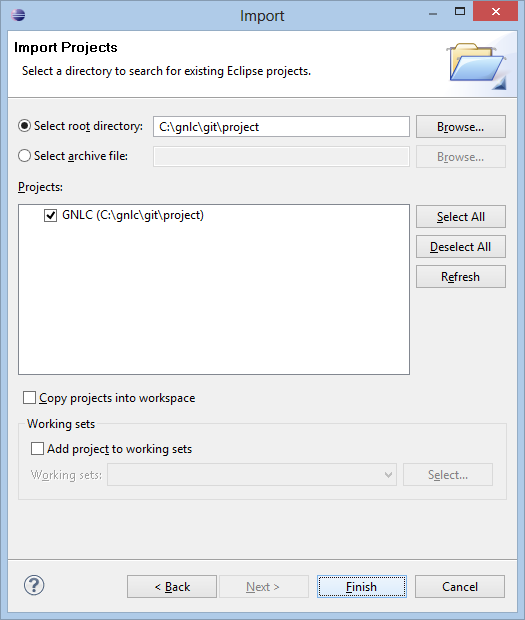 Import
Import Projects
Select a directory to search for existing Eclipse projects.
Select root directory: C:\gnlc\git\project Browse...
Select archive file: Browse...
Projects:
GNLC (C:\gnlc\git\project)
Select All
Deselect All
Refresh
Copy projects into workspace
Working sets
Add project to working sets
Working sets: Select...
? < Back Next > Finish Cancel